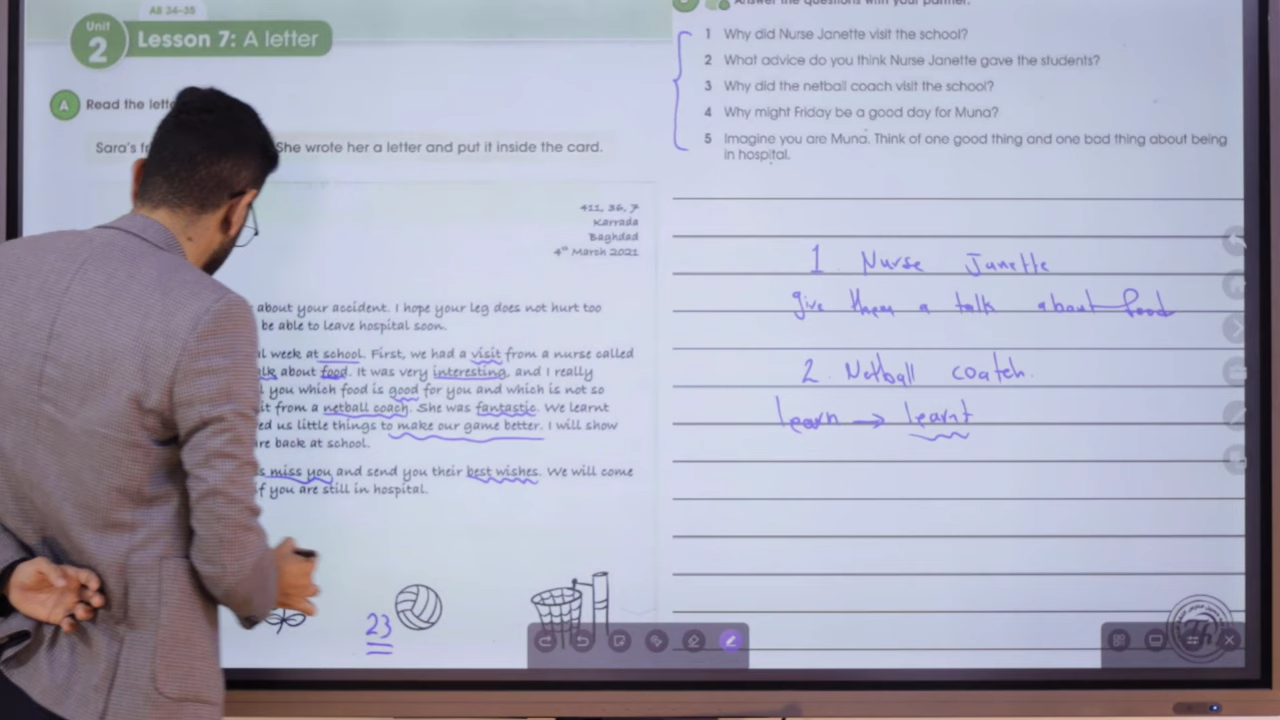 AB 34-35
Unit
2
Lesson 7: A letter
A
Read the
Sara's She wrote her a letter and put it inside the card.
411, 36, 7
Karrada
Baghdad
4th March 2021
about your accident. I hope your leg does not hurt too
be able to leave hospital soon.
week at school. First, we had a visit from a nurse called
about food. It was very interesting, and I really
you which food is good for you and which is not so
from a netball coach. She was fantastic. We learnt
us little things to make our game better. I will show
back at school.
miss you and send you their best wishes. We will come
if you are still in hospital.
23
Answer the questions with your partner.
1 Why did Nurse Janette visit the school?
2 What advice do you think Nurse Janette gave the students?
3 Why did the netball coach visit the school?
4 Why might Friday be a good day for Muna?
5 Imagine you are Muna. Think of one good thing and one bad thing about being
in hospital.
1 Nurse Janette
give them a talk about food
2. Netball coatch.
learn → learnt